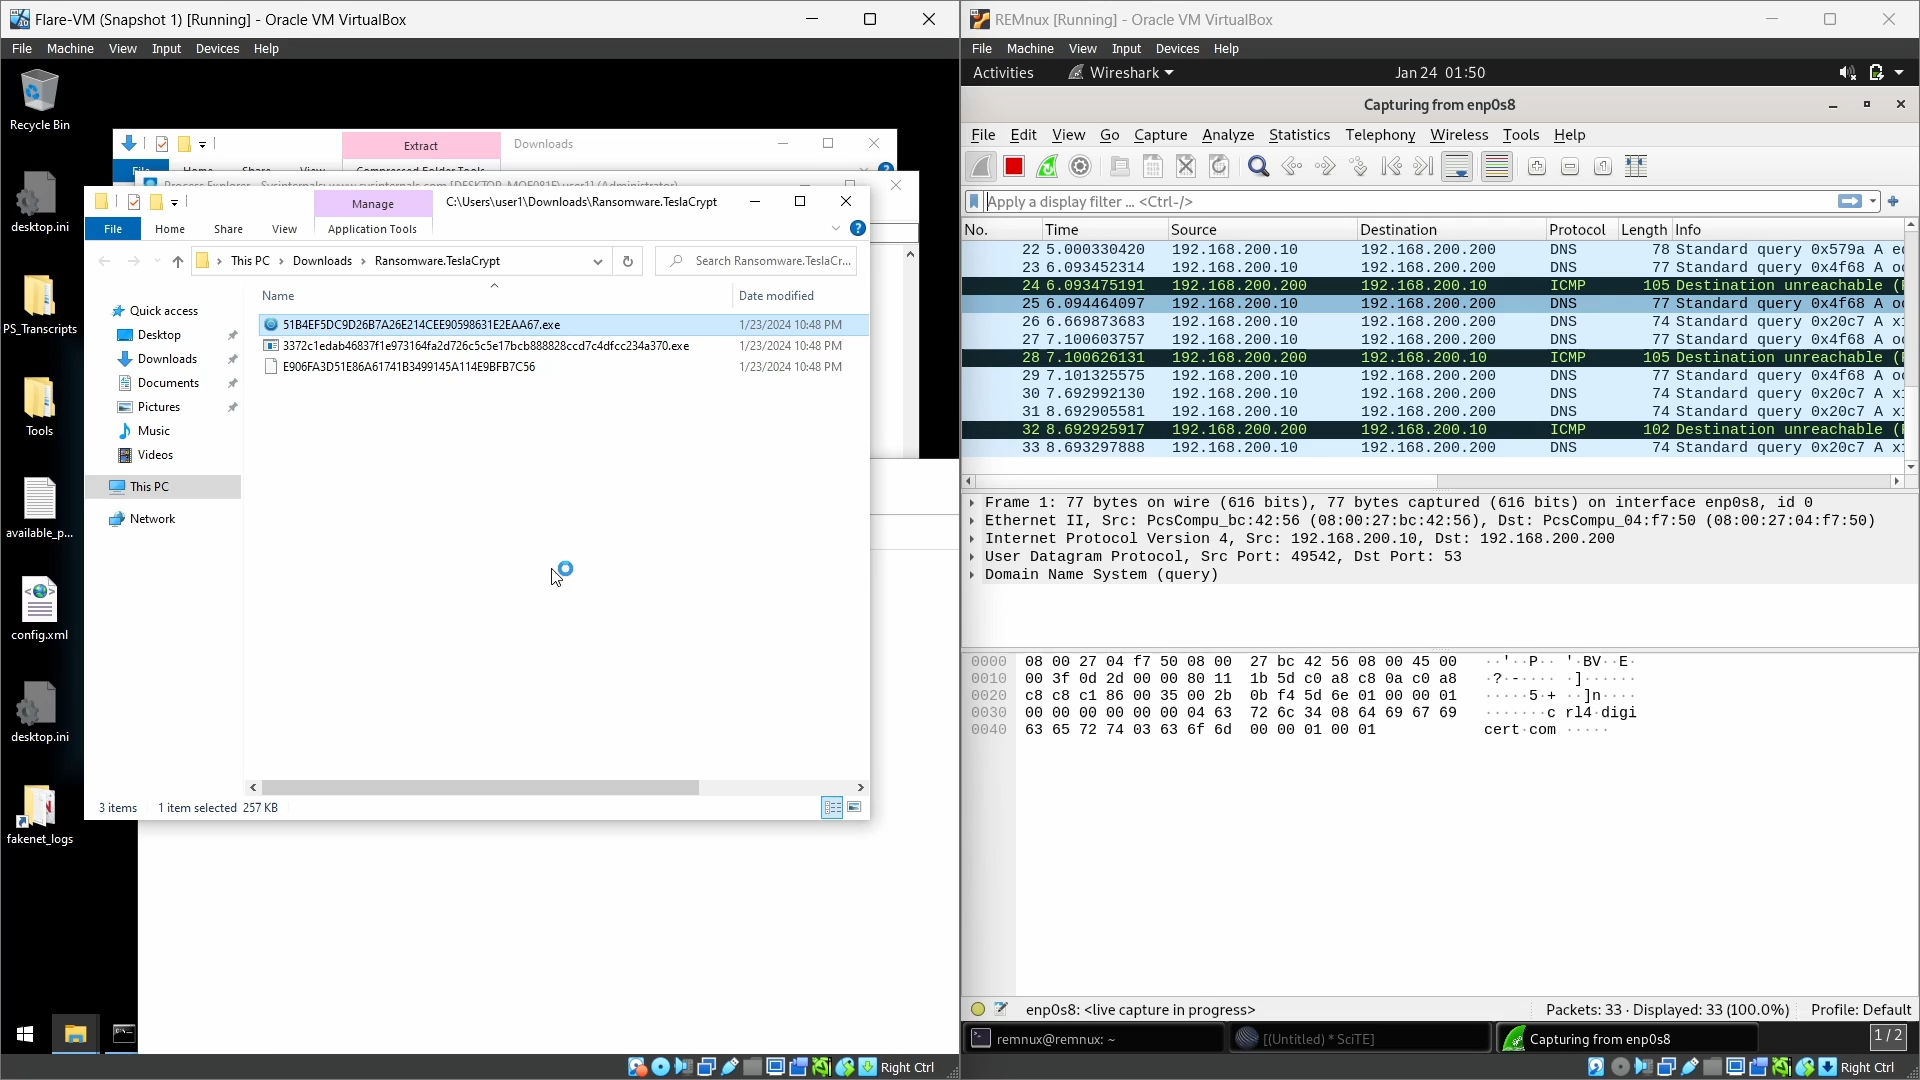 Flare-VM (Snapshot 1) [Running] - Oracle VM VirtualBox
File Machine View Input Devices Help
Recycle Bin
desktop.ini
PS_Transcripts
Tools
available_p...
config.xml
desktop.ini
fakenet_logs
Extract
Downloads
C:\Users\user1\Downloads\Ransomware.TeslaCrypt
Manage
File Home Share View Application Tools
This PC > Downloads > Ransomware.TeslaCrypt
Search Ransomware.TeslaCr...
Name Date modified
Quick access
Desktop
Downloads
Documents
Pictures
Music
Videos
This PC
Network
51B4EF5DC9D26B7A26E214CEE90598631E2EAA67.exe 1/23/2024 10:48 PM
3372c1edab46837f1e973164fa2d726c5c5e17bcb888828ccd7c4dfcc234a370.exe 1/23/2024 10:48 PM
E906FA3D51E86A61741B3499145A114E9BFB7C56 1/23/2024 10:48 PM
3 items 1 item selected 257 KB
Right Ctrl
REMnux [Running] - Oracle VM VirtualBox
File Machine View Input Devices Help
Activities Wireshark Jan 24 01:50
Capturing from enp0s8
File Edit View Go Capture Analyze Statistics Telephony Wireless Tools Help
Apply a display filter ... <Ctrl-/>
No. Time Source Destination Protocol Length Info
22 5.000330420 192.168.200.10 192.168.200.200 DNS 78 Standard query 0x579a A
23 6.093452314 192.168.200.10 192.168.200.200 DNS 77 Standard query 0x4f68 A
24 6.093475191 192.168.200.200 192.168.200.10 ICMP 105 Destination unreachable
25 6.094464097 192.168.200.10 192.168.200.200 DNS 77 Standard query 0x4f68 A
26 6.669873683 192.168.200.10 192.168.200.200 DNS 74 Standard query 0x20c7 A
27 7.100603757 192.168.200.10 192.168.200.200 DNS 77 Standard query 0x4f68 A
28 7.100626131 192.168.200.200 192.168.200.10 ICMP 105 Destination unreachable
29 7.101325575 192.168.200.10 192.168.200.200 DNS 77 Standard query 0x4f68 A
30 7.692992130 192.168.200.10 192.168.200.200 DNS 74 Standard query 0x20c7 A
31 8.692905581 192.168.200.10 192.168.200.200 DNS 74 Standard query 0x20c7 A
32 8.692925917 192.168.200.200 192.168.200.10 ICMP 102 Destination unreachable
33 8.693297888 192.168.200.10 192.168.200.200 DNS 74 Standard query 0x20c7 A
Frame 1: 77 bytes on wire (616 bits), 77 bytes captured (616 bits) on interface enp0s8, id 0
Ethernet II, Src: PcsCompu_bc:42:56 (08:00:27:bc:42:56), Dst: PcsCompu_04:f7:50 (08:00:27:04:f7:50)
Internet Protocol Version 4, Src: 192.168.200.10, Dst: 192.168.200.200
User Datagram Protocol, Src Port: 49542, Dst Port: 53
Domain Name System (query)
0000 08 00 27 04 f7 50 08 00 27 bc 42 56 08 00 45 00 ··'··P·· '·BV··E·
0010 00 3f 0d 2d 00 00 80 11 1b 5d c0 a8 c8 0a c0 a8 ·?·-···· ·]······
0020 c8 c8 c1 86 00 35 00 2b 0b f4 5d 6e 01 00 00 01 ·····5·+ ··]n····
0030 00 00 00 00 00 00 04 63 72 6c 34 08 64 69 67 69 ·······c rl4·digi
0040 63 65 72 74 03 63 6f 6d 00 00 01 00 01 cert·com ·····
enp0s8: <live capture in progress> Packets: 33 · Displayed: 33 (100.0%) Profile: Default
remnux@remnux: ~ [(Untitled) * SciTE] Capturing from enp0s8 1 / 2
Right Ctrl